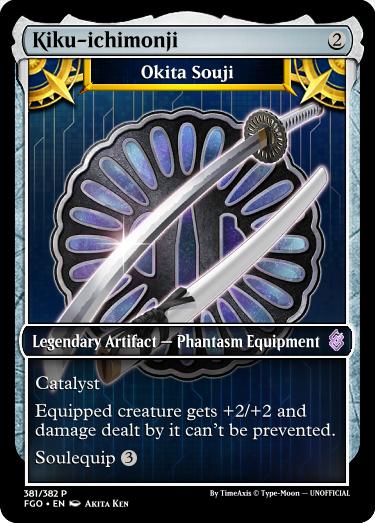 Kiku-ichimonji 2
Okita Souji
Legendary Artifact — Phantasm Equipment
Catalyst
Equipped creature gets +2/+2 and
damage dealt by it can't be prevented.
Soulequip 3
381/382 P
FGO • EN Akita Ken
By TimeAxis © Type-Moon — UNOFFICIAL